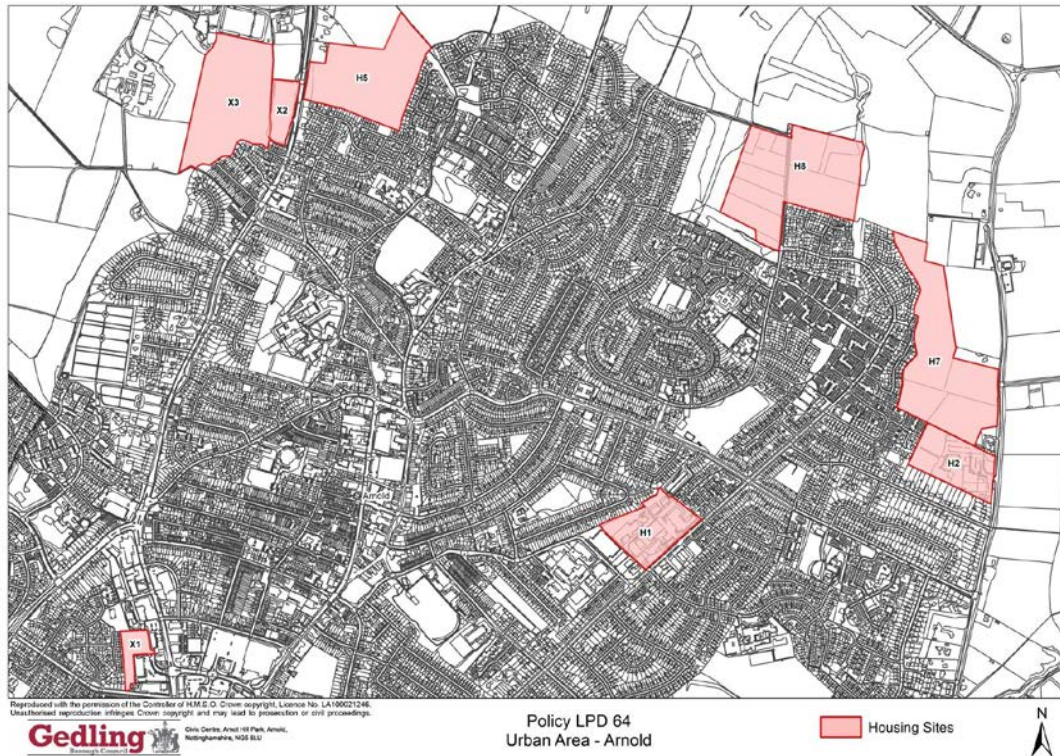 X3
X2
H5
H8
H7
H2
Arnold
H1
X1
Reproduced with the permission of the Controller of H.M.S.O. Crown copyright, Licence No. LA100021246.
Unauthorised reproduction infringes Crown copyright and may lead to prosecution or civil proceedings.
Gedling
Borough Council
Civic Centre, Arnot Hill Park, Arnold,
Nottinghamshire, NG5 6LU
Policy LPD 64
Urban Area - Arnold
Housing Sites
N